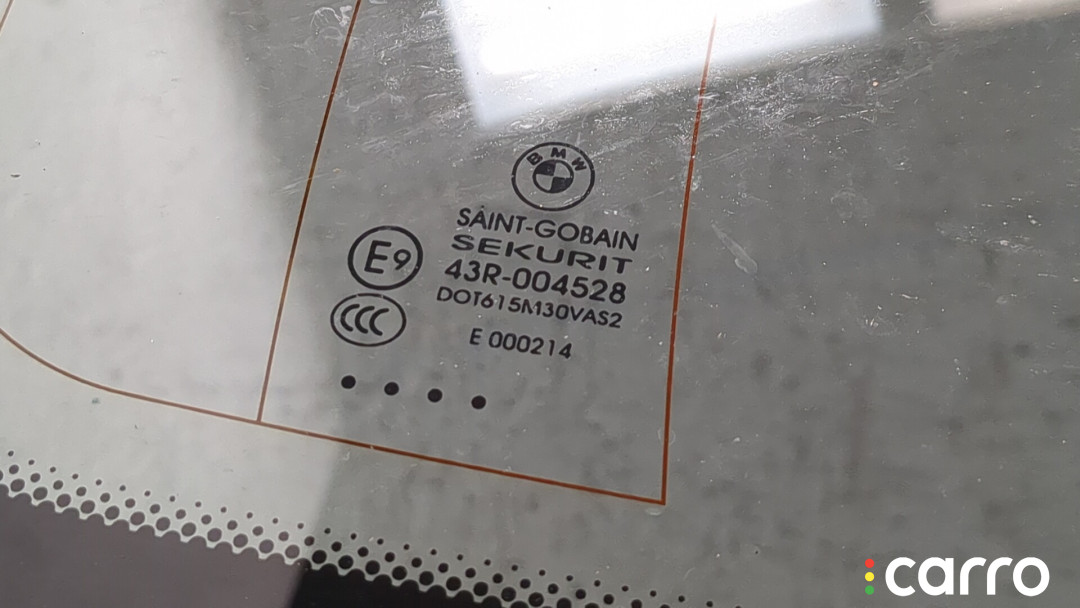 BMW
SAINT-GOBAIN
SEKURIT
E9
43R-004528
CCC
DOT615M30VAS2
E 000214
carro